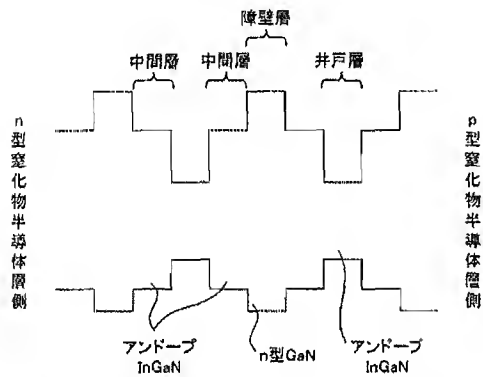 障壁層
中間層
中間層
井戸層
n型窒化物半導体層側
p型窒化物半導体層側
アンドープ
InGaN
n型GaN
アンドープ
InGaN